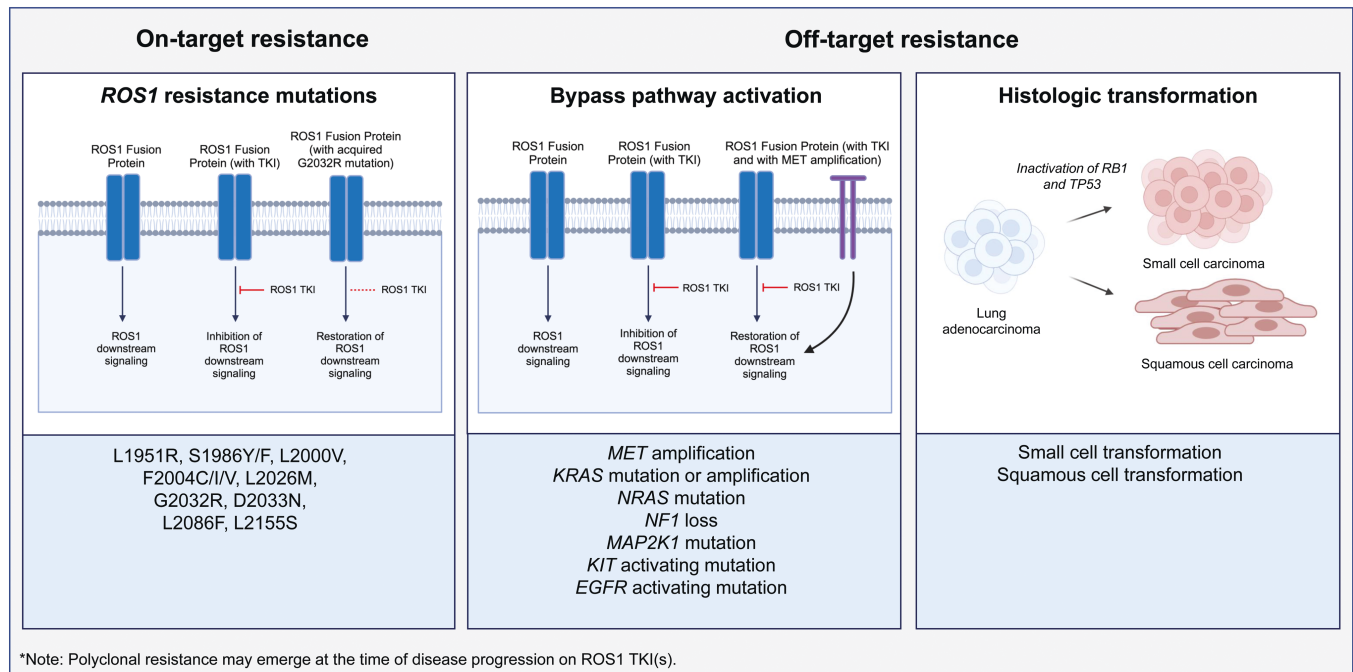 On-target resistance
Off-target resistance
ROS1 resistance mutations
ROS1 Fusion
Protein
ROS1 Fusion
Protein (with TKI)
ROS1 Fusion Protein
(with acquired
G2032R mutation)
ROS1 TKI
ROS1 TKI
ROS1
downstream
signaling
Inhibition of
ROS1
downstream
signaling
Restoration of
ROS1
downstream
signaling
L1951R, S1986Y/F, L2000V,
F2004C/I/V, L2026M,
G2032R, D2033N,
L2086F, L2155S
Bypass pathway activation
ROS1 Fusion
Protein
ROS1 Fusion
Protein (with TKI)
ROS1 Fusion Protein (with TKI
and with MET amplification)
ROS1 TKI
ROS1 TKI
ROS1
downstream
signaling
Inhibition of
ROS1
downstream
signaling
Restoration of
ROS1
downstream
signaling
MET amplification
KRAS mutation or amplification
NRAS mutation
NF1 loss
MAP2K1 mutation
KIT activating mutation
EGFR activating mutation
Histologic transformation
Inactivation of RB1
and TP53
Small cell carcinoma
Lung
adenocarcinoma
Squamous cell carcinoma
Small cell transformation
Squamous cell transformation
*Note: Polyclonal resistance may emerge at the time of disease progression on ROS1 TKI(s).